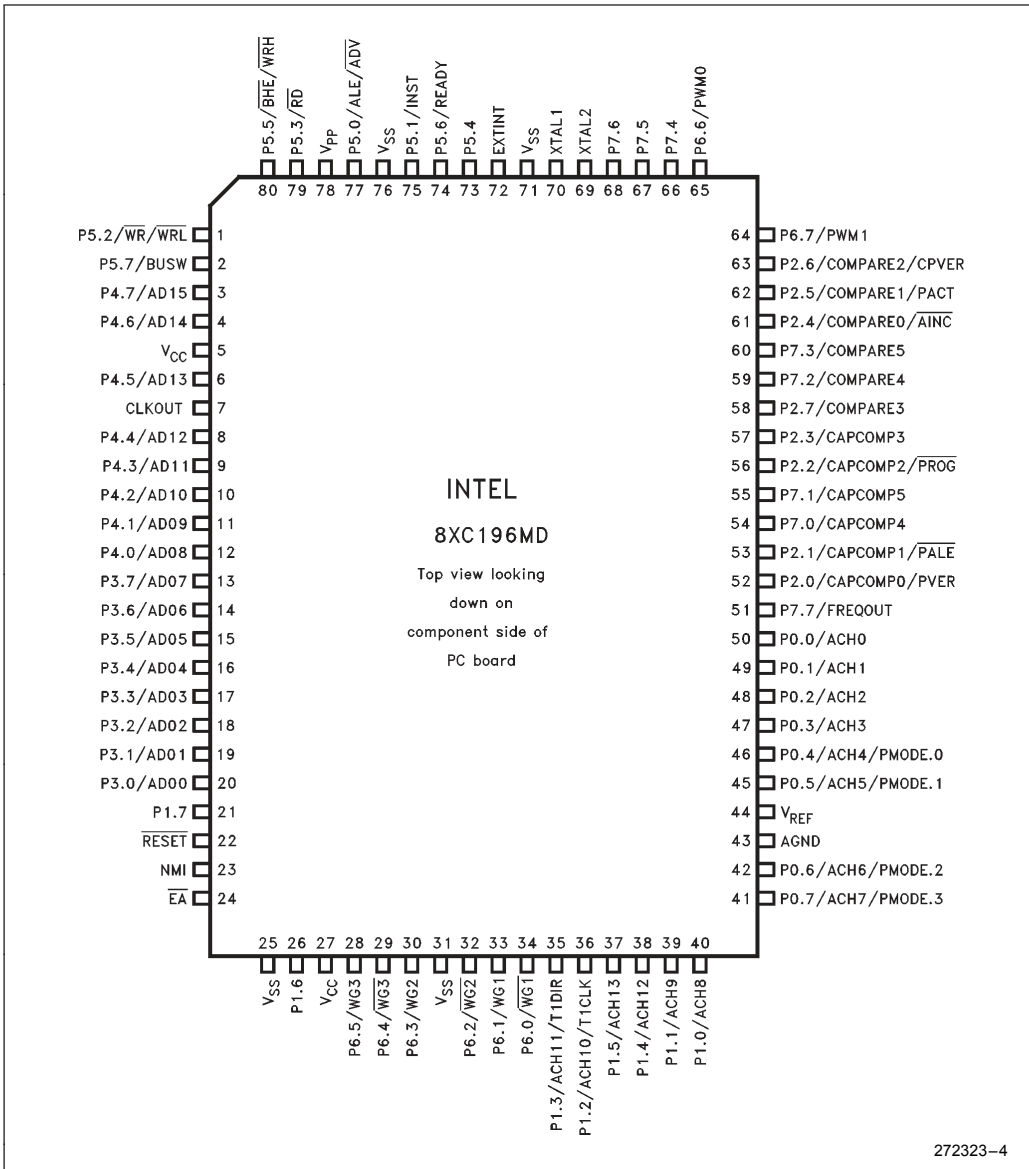 P5.5/B̅H̅E̅/W̅R̅H̅
P5.3/R̅D̅
VPP
P5.0/ALE/A̅D̅V̅
VSS
P5.1/INST
P5.6/READY
P5.4
EXTINT
VSS
XTAL1
XTAL2
P7.6
P7.5
P7.4
P6.6/PWM0
80 79 78 77 76 75 74 73 72 71 70 69 68 67 66 65
P5.2/W̅R̅/W̅R̅L̅ 1
P5.7/BUSW 2
P4.7/AD15 3
P4.6/AD14 4
VCC 5
P4.5/AD13 6
CLKOUT 7
P4.4/AD12 8
P4.3/AD11 9
P4.2/AD10 10
P4.1/AD09 11
P4.0/AD08 12
P3.7/AD07 13
P3.6/AD06 14
P3.5/AD05 15
P3.4/AD04 16
P3.3/AD03 17
P3.2/AD02 18
P3.1/AD01 19
P3.0/AD00 20
P1.7 21
R̅E̅S̅E̅T̅ 22
NMI 23
E̅A̅ 24
INTEL
8XC196MD
Top view looking
down on
component side of
PC board
64 P6.7/PWM1
63 P2.6/COMPARE2/CPVER
62 P2.5/COMPARE1/PACT
61 P2.4/COMPARE0/A̅I̅N̅C̅
60 P7.3/COMPARE5
59 P7.2/COMPARE4
58 P2.7/COMPARE3
57 P2.3/CAPCOMP3
56 P2.2/CAPCOMP2/P̅R̅O̅G̅
55 P7.1/CAPCOMP5
54 P7.0/CAPCOMP4
53 P2.1/CAPCOMP1/P̅A̅L̅E̅
52 P2.0/CAPCOMP0/PVER
51 P7.7/FREQOUT
50 P0.0/ACH0
49 P0.1/ACH1
48 P0.2/ACH2
47 P0.3/ACH3
46 P0.4/ACH4/PMODE.0
45 P0.5/ACH5/PMODE.1
44 VREF
43 AGND
42 P0.6/ACH6/PMODE.2
41 P0.7/ACH7/PMODE.3
25 26 27 28 29 30 31 32 33 34 35 36 37 38 39 40
VSS
P1.6
VCC
P6.5/WG3
P6.4/W̅G̅3̅
P6.3/WG2
VSS
P6.2/W̅G̅2̅
P6.1/WG1
P6.0/W̅G̅1̅
P1.3/ACH11/T1DIR
P1.2/ACH10/T1CLK
P1.5/ACH13
P1.4/ACH12
P1.1/ACH9
P1.0/ACH8
272323–4